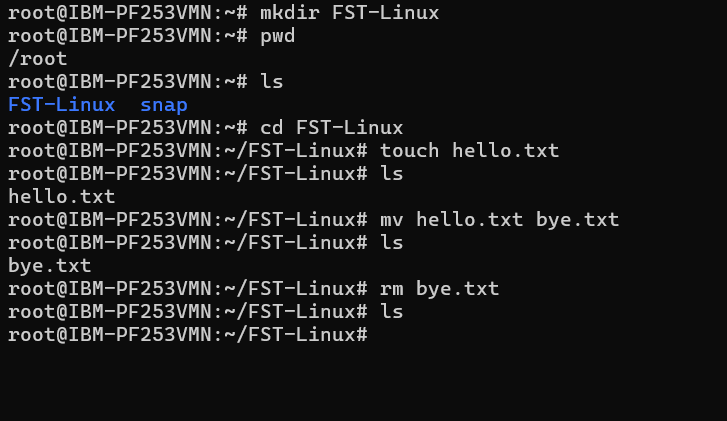 root@IBM-PF253VMN:~# mkdir FST-Linux
root@IBM-PF253VMN:~# pwd
/root
root@IBM-PF253VMN:~# ls
FST-Linux  snap
root@IBM-PF253VMN:~# cd FST-Linux
root@IBM-PF253VMN:~/FST-Linux# touch hello.txt
root@IBM-PF253VMN:~/FST-Linux# ls
hello.txt
root@IBM-PF253VMN:~/FST-Linux# mv hello.txt bye.txt
root@IBM-PF253VMN:~/FST-Linux# ls
bye.txt
root@IBM-PF253VMN:~/FST-Linux# rm bye.txt
root@IBM-PF253VMN:~/FST-Linux# ls
root@IBM-PF253VMN:~/FST-Linux#